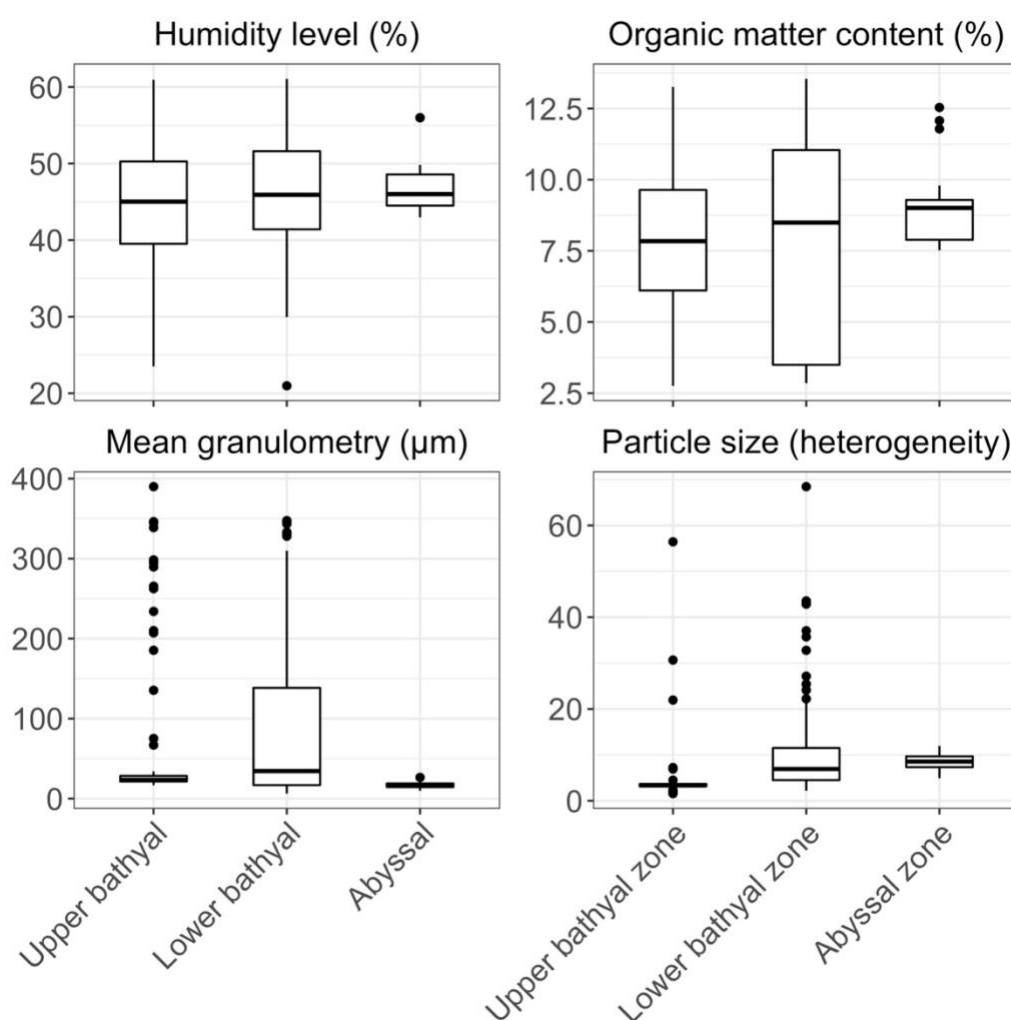 Humidity level (%)
Organic matter content (%)
60
50
40
30
20
12.5
10.0
7.5
5.0
2.5
Mean granulometry (µm)
Particle size (heterogeneity)
400
300
200
100
0
60
40
20
0
Upper bathyal
Lower bathyal
Abyssal
Upper bathyal zone
Lower bathyal zone
Abyssal zone